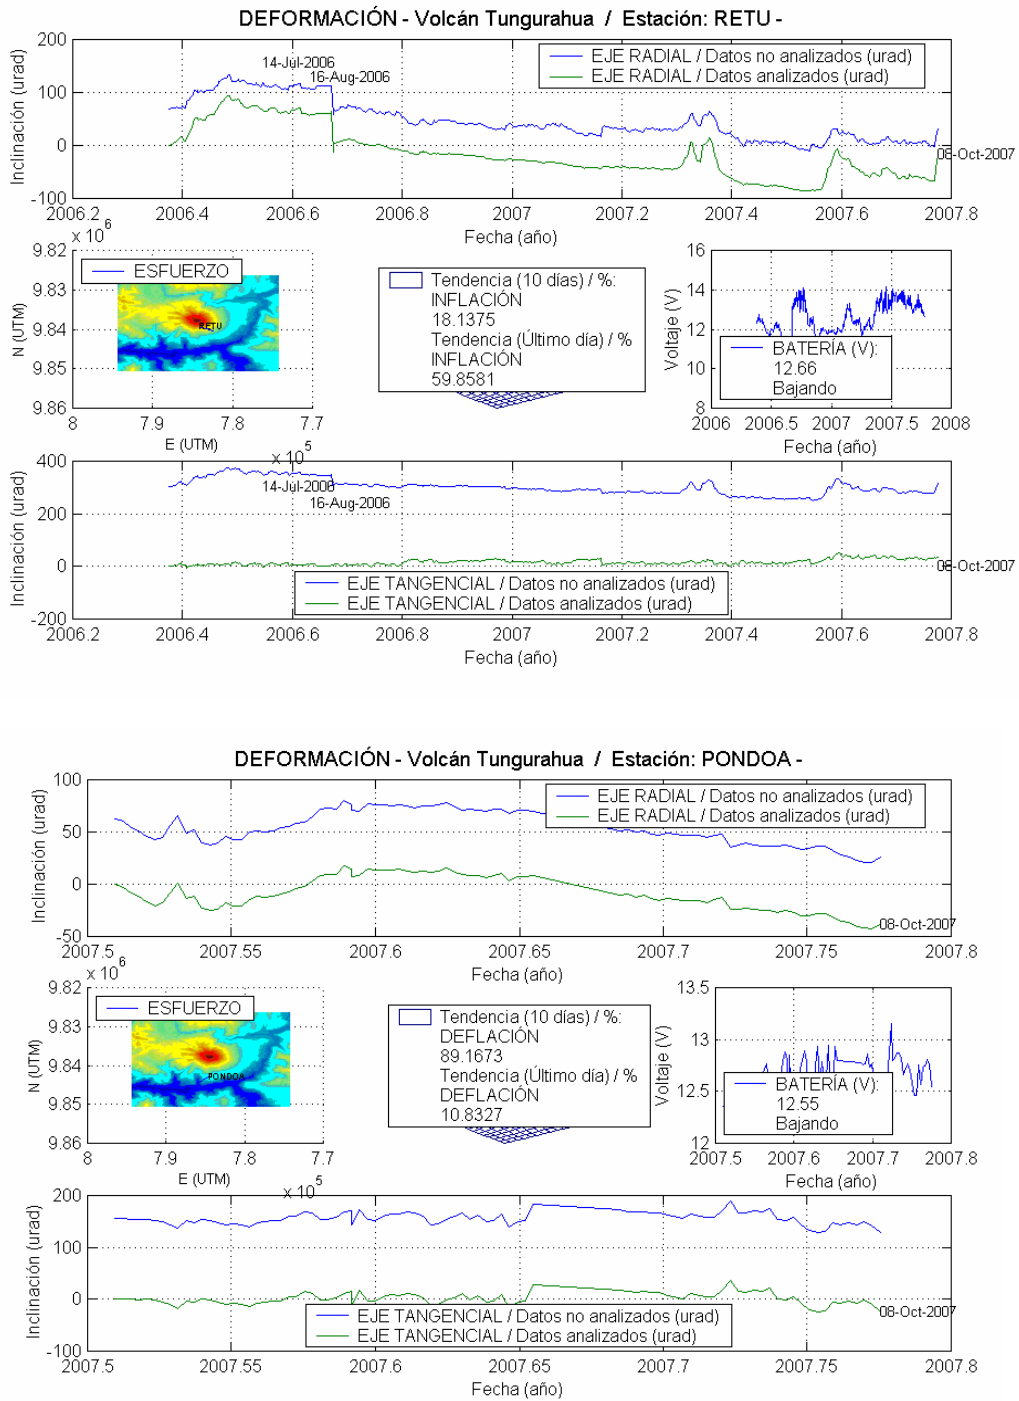 DEFORMACIÓN - Volcán Tungurahua / Estación: RETU -
200
100
0
-100
Inclinación (urad)
EJE RADIAL / Datos no analizados (urad)
EJE RADIAL / Datos analizados (urad)
14-Jul-2006
16-Aug-2006
08-Oct-2007
2006.2 2006.4 2006.6 2006.8 2007 2007.2 2007.4 2007.6 2007.8
Fecha (año)
x 10^6
9.82
9.83
9.84
9.85
9.86
N (UTM)
ESFUERZO
RETU
8 7.9 7.8 7.7
E (UTM)
x 10^5
Tendencia (10 días) / %:
INFLACIÓN
18.1375
Tendencia (Último día) / %
INFLACIÓN
59.8581
16
14
12
10
8
Voltaje (V)
BATERÍA (V):
12.66
Bajando
2006 2006.5 2007 2007.5 2008
Fecha (año)
400
200
0
-200
Inclinación (urad)
14-Jul-2006
16-Aug-2006
08-Oct-2007
EJE TANGENCIAL / Datos no analizados (urad)
EJE TANGENCIAL / Datos analizados (urad)
2006.2 2006.4 2006.6 2006.8 2007 2007.2 2007.4 2007.6 2007.8
Fecha (año)
DEFORMACIÓN - Volcán Tungurahua / Estación: PONDOA -
100
50
0
-50
Inclinación (urad)
EJE RADIAL / Datos no analizados (urad)
EJE RADIAL / Datos analizados (urad)
08-Oct-2007
2007.5 2007.55 2007.6 2007.65 2007.7 2007.75 2007.8
Fecha (año)
x 10^6
9.82
9.83
9.84
9.85
9.86
N (UTM)
ESFUERZO
PONDOA
8 7.9 7.8 7.7
E (UTM)
x 10^5
Tendencia (10 días) / %:
DEFLACIÓN
89.1673
Tendencia (Último día) / %
DEFLACIÓN
10.8327
13.5
13
12.5
12
Voltaje (V)
BATERÍA (V):
12.55
Bajando
2007.5 2007.6 2007.7 2007.8
Fecha (año)
200
100
0
-100
Inclinación (urad)
08-Oct-2007
EJE TANGENCIAL / Datos no analizados (urad)
EJE TANGENCIAL / Datos analizados (urad)
2007.5 2007.55 2007.6 2007.65 2007.7 2007.75 2007.8
Fecha (año)